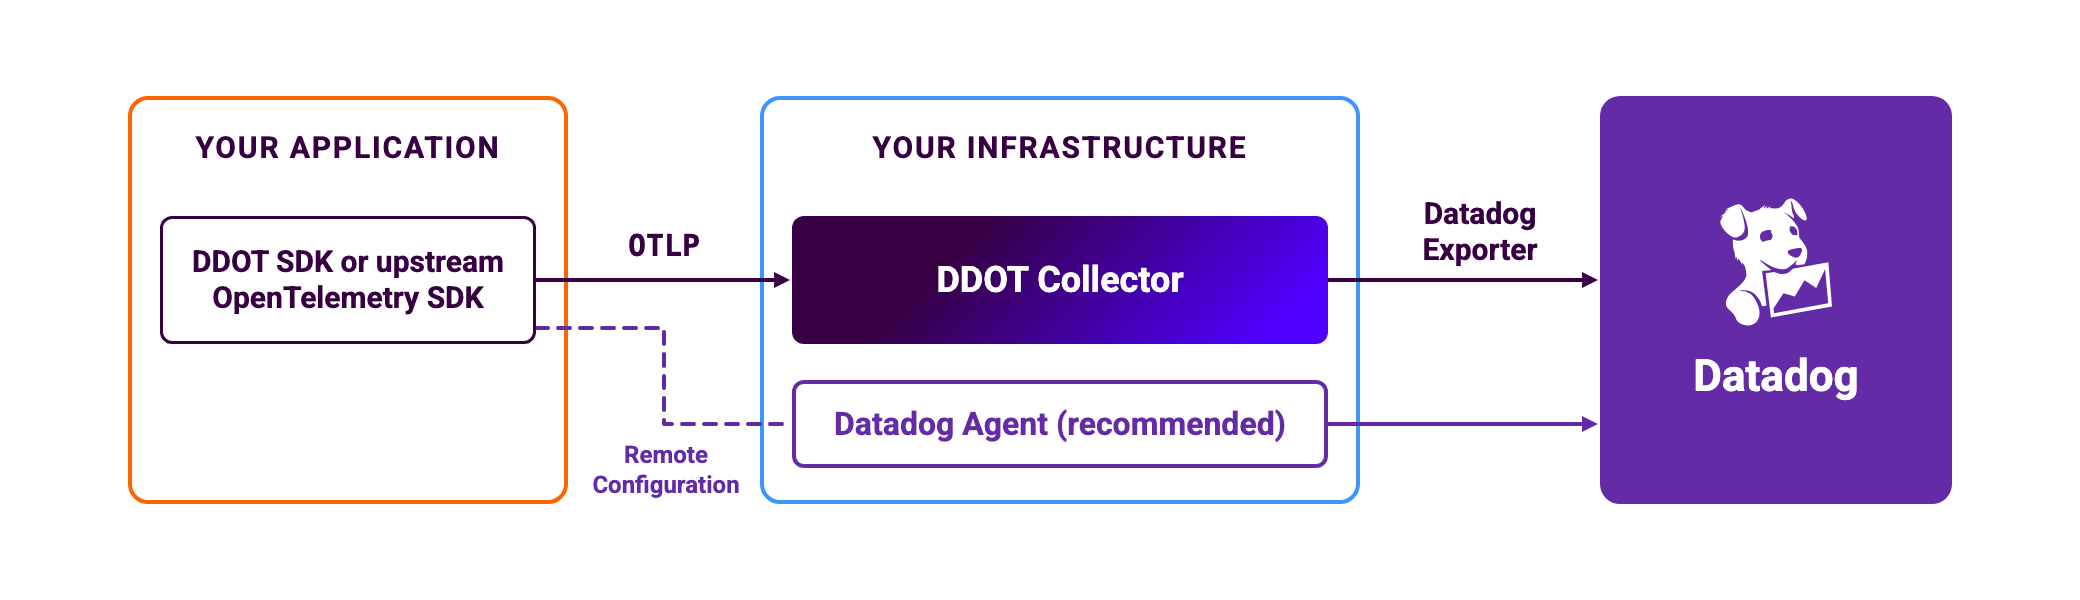 YOUR APPLICATION
DDOT SDK or upstream
OpenTelemetry SDK
OTLP
Remote
Configuration
YOUR INFRASTRUCTURE
DDOT Collector
Datadog Agent (recommended)
Datadog
Exporter
Datadog